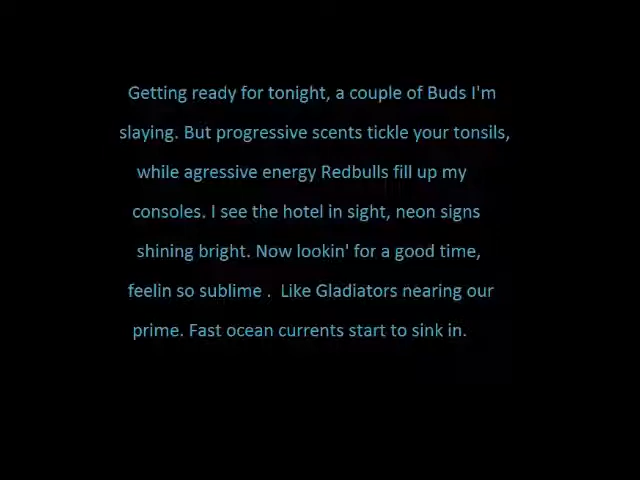 Getting ready for tonight, a couple of Buds I'm
slaying. But progressive scents tickle your tonsils,
while agressive energy Redbulls fill up my
consoles. I see the hotel in sight, neon signs
shining bright. Now lookin' for a good time,
feelin so sublime .  Like Gladiators nearing our
prime. Fast ocean currents start to sink in.